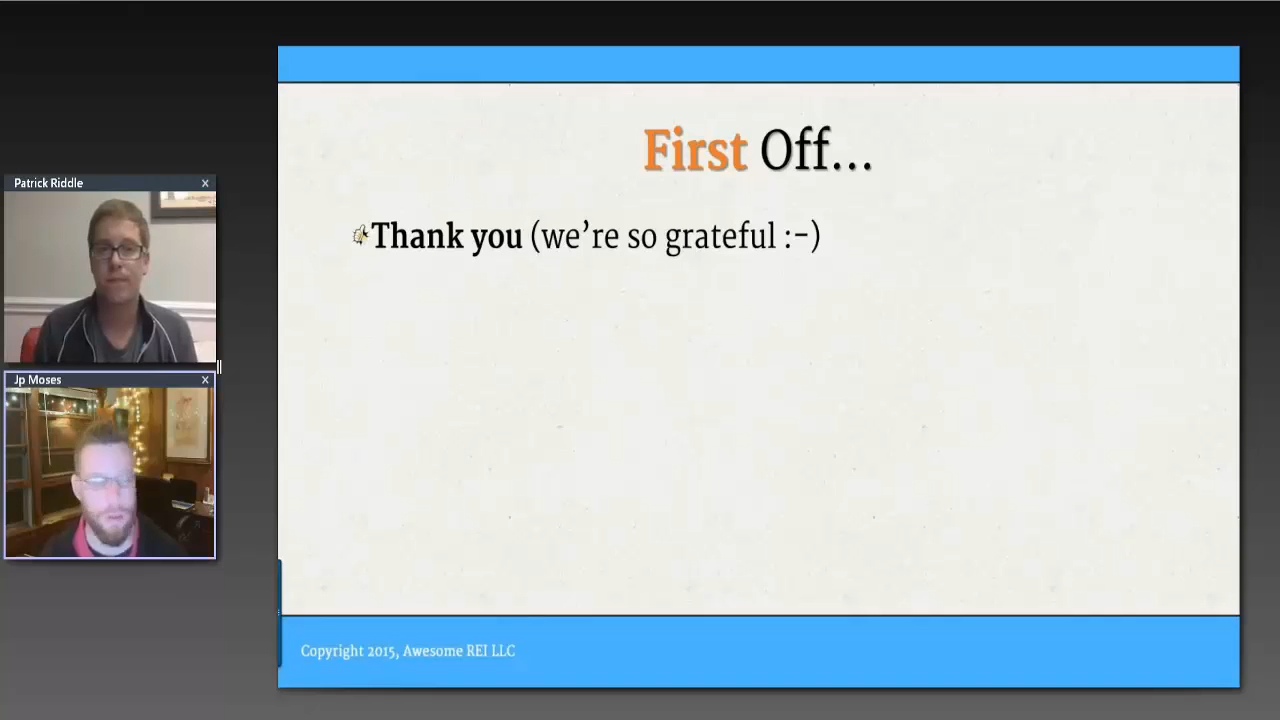 Patrick Riddle
Jp Moses
First Off...
Thank you (we’re so grateful :-)
Copyright 2015, Awesome REI LLC